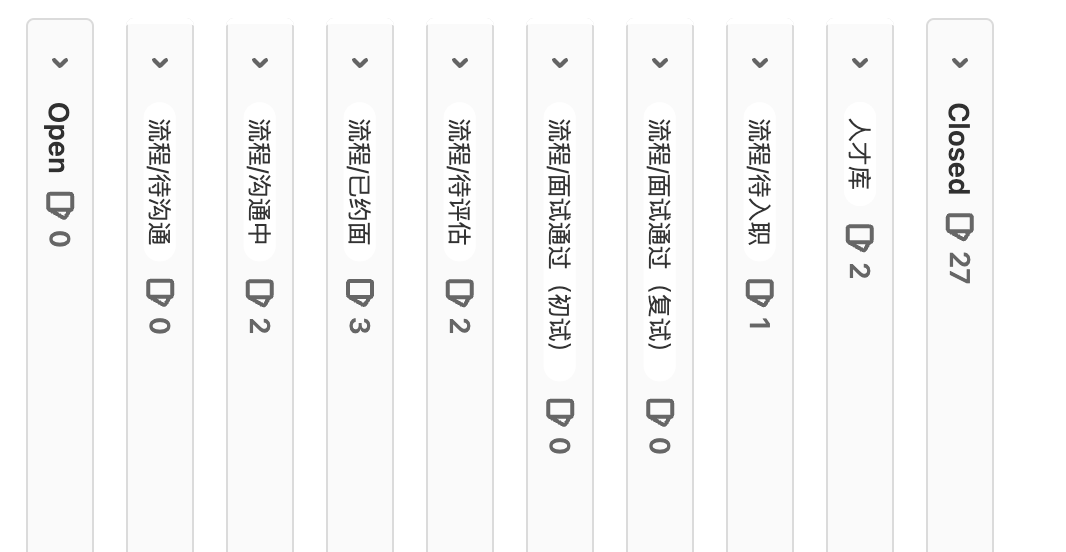 Open 0
流程/待沟通 0
流程/沟通中 2
流程/已约面 3
流程/待评估 2
流程/面试通过（初试） 0
流程/面试通过（复试） 0
流程/待入职 1
人才库 2
Closed 27